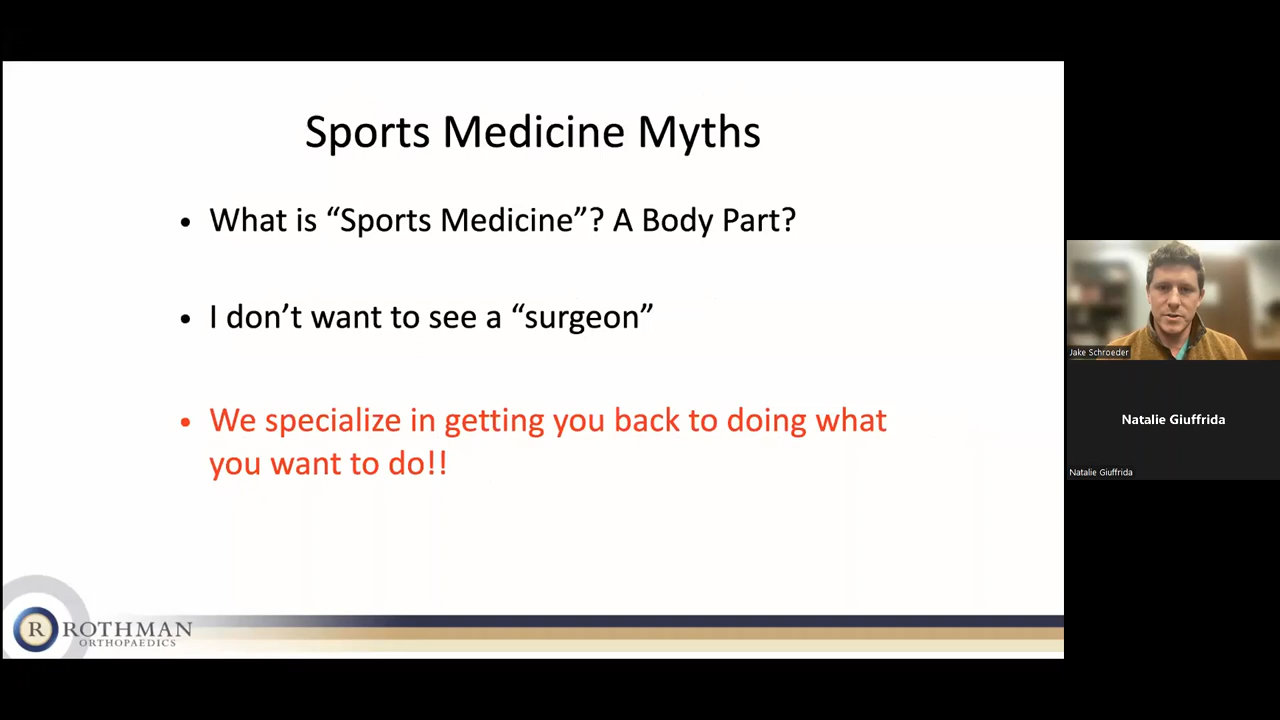 Sports Medicine Myths
• What is “Sports Medicine”? A Body Part?
• I don’t want to see a “surgeon”
• We specialize in getting you back to doing what
you want to do!!
R ROTHMAN
ORTHOPAEDICS
Jake Schroeder
Natalie Giuffrida
Natalie Giuffrida